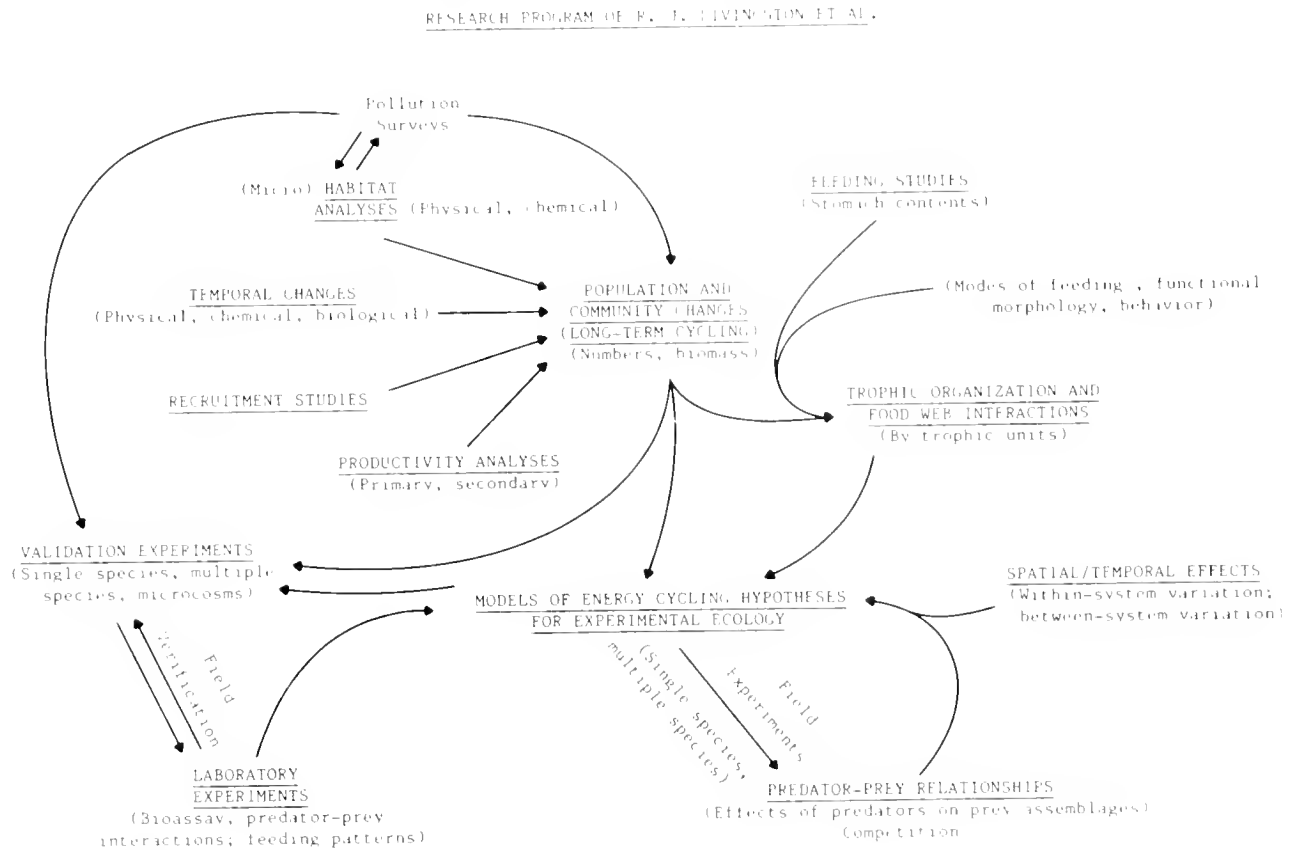 RESEARCH PROGRAM OF R. J. LIVINGSTON ET AL.
Pollution
Surveys
(Micro) HABITAT
ANALYSES (Physical, chemical)
FEEDING STUDIES
(Stomach contents)
TEMPORAL CHANGES
(Physical, chemical, biological)
POPULATION AND
COMMUNITY CHANGES
(LONG-TERM CYCLING)
(Numbers, biomass)
(Modes of feeding , functional
morphology, behavior)
RECRUITMENT STUDIES
TROPHIC ORGANIZATION AND
FOOD WEB INTERACTIONS
(By trophic units)
PRODUCTIVITY ANALYSES
(Primary, secondary)
VALIDATION EXPERIMENTS
(Single species, multiple
species, microcosms)
MODELS OF ENERGY CYCLING HYPOTHESES
FOR EXPERIMENTAL ECOLOGY
SPATIAL/TEMPORAL EFFECTS
(Within-system variation;
between-system variation)
Field
Verification
(Single species,
multiple species)
Field
Experiments
LABORATORY
EXPERIMENTS
(Bioassay, predator-prey
interactions; feeding patterns)
PREDATOR-PREY RELATIONSHIPS
(Effects of predators on prey assemblages)
Competition